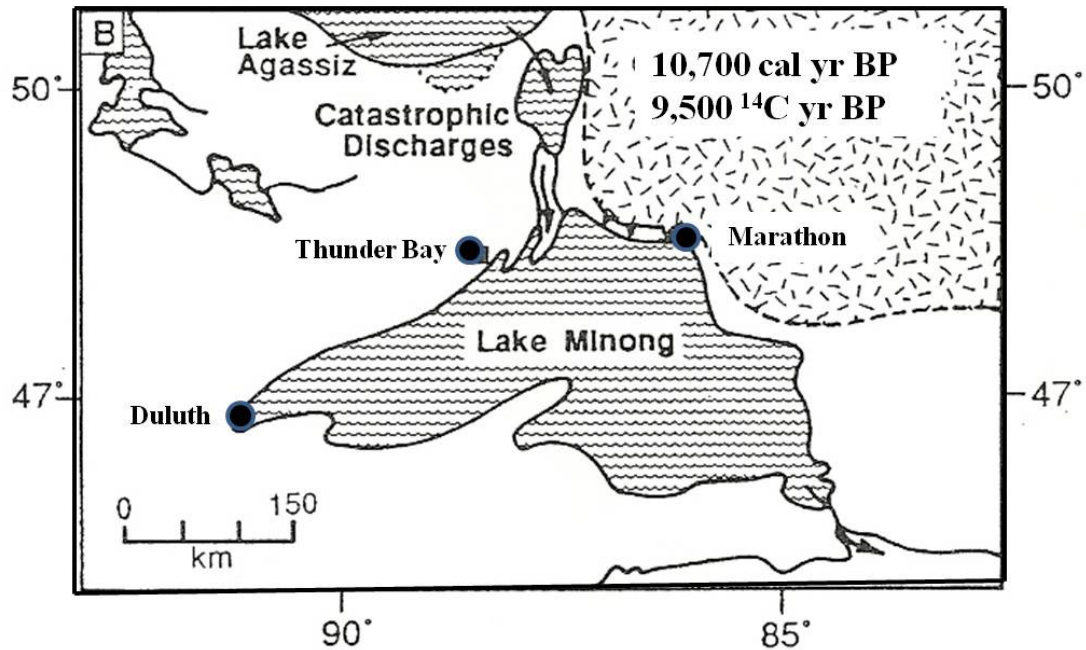 B
Lake
Agassiz
10,700 cal yr BP
9,500 ¹⁴C yr BP
50°
50°
Catastrophic
Discharges
Thunder Bay
Marathon
Lake Minong
47°
47°
Duluth
0 150
km
90°
85°